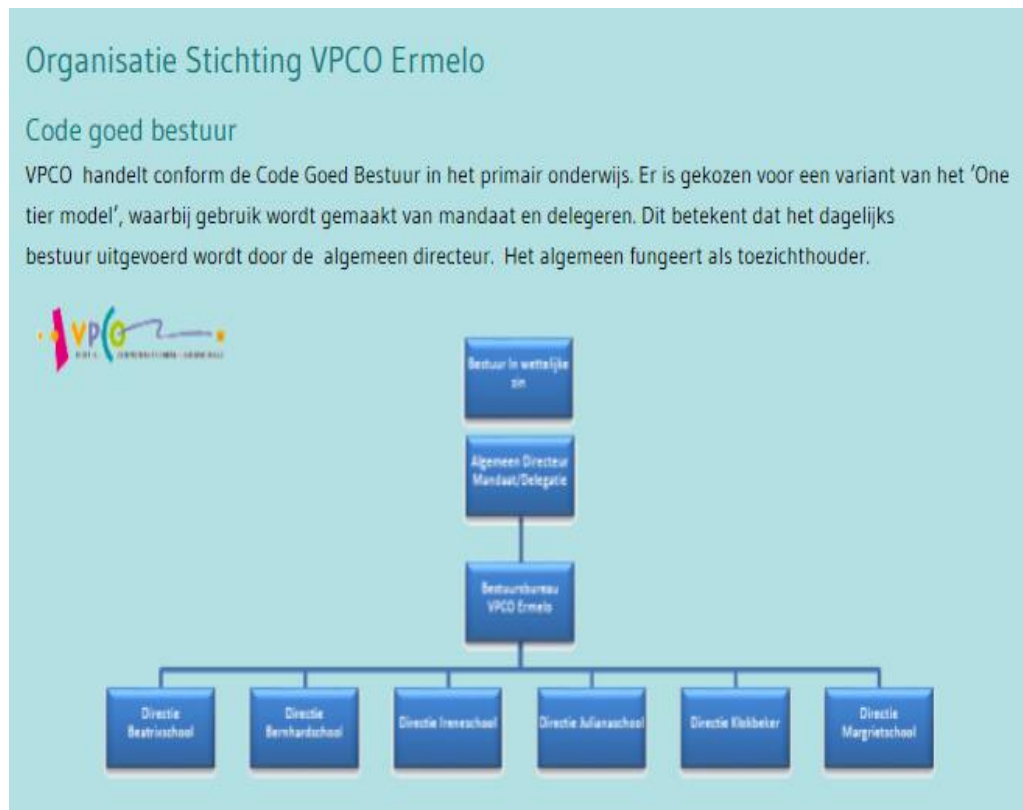 Organisatie Stichting VPCO Ermelo
Code goed bestuur
VPCO handelt conform de Code Goed Bestuur in het primair onderwijs. Er is gekozen voor een variant van het ‘One
tier model’, waarbij gebruik wordt gemaakt van mandaat en delegeren. Dit betekent dat het dagelijks
bestuur uitgevoerd wordt door de algemeen directeur. Het algemeen fungeert als toezichthouder.
VPCO
Bestuur In wettelijke
zin
Algemeen Directeur
Mandaat/Delegatie
Bestuursbureau
VPCO Ermelo
Directie
Beatrixschool
Directie
Bernhardschool
Directie Ireneschool
Directie Julianaschool
Directie Klokbeker
Directie
Margrietschool